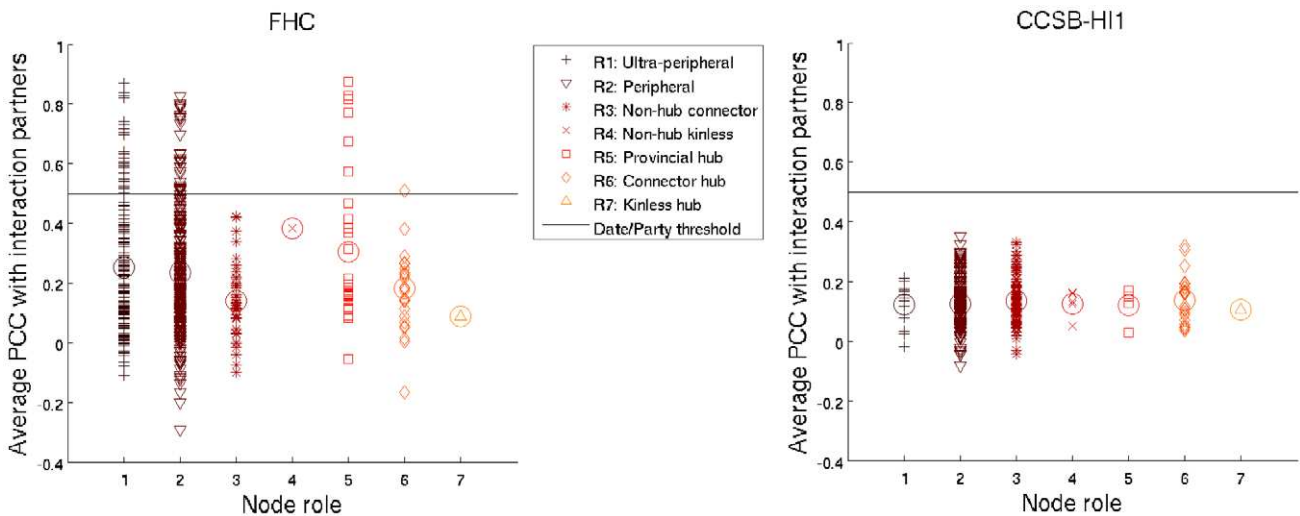 FHC
Average PCC with interaction partners
1
0.8
0.6
0.4
0.2
0
-0.2
-0.4
1 2 3 4 5 6 7
Node role
R1: Ultra-peripheral
R2: Peripheral
R3: Non-hub connector
R4: Non-hub kinless
R5: Provincial hub
R6: Connector hub
R7: Kinless hub
Date/Party threshold
CCSB-HI1
Average PCC with interaction partners
1
0.8
0.6
0.4
0.2
0
-0.2
-0.4
1 2 3 4 5 6 7
Node role